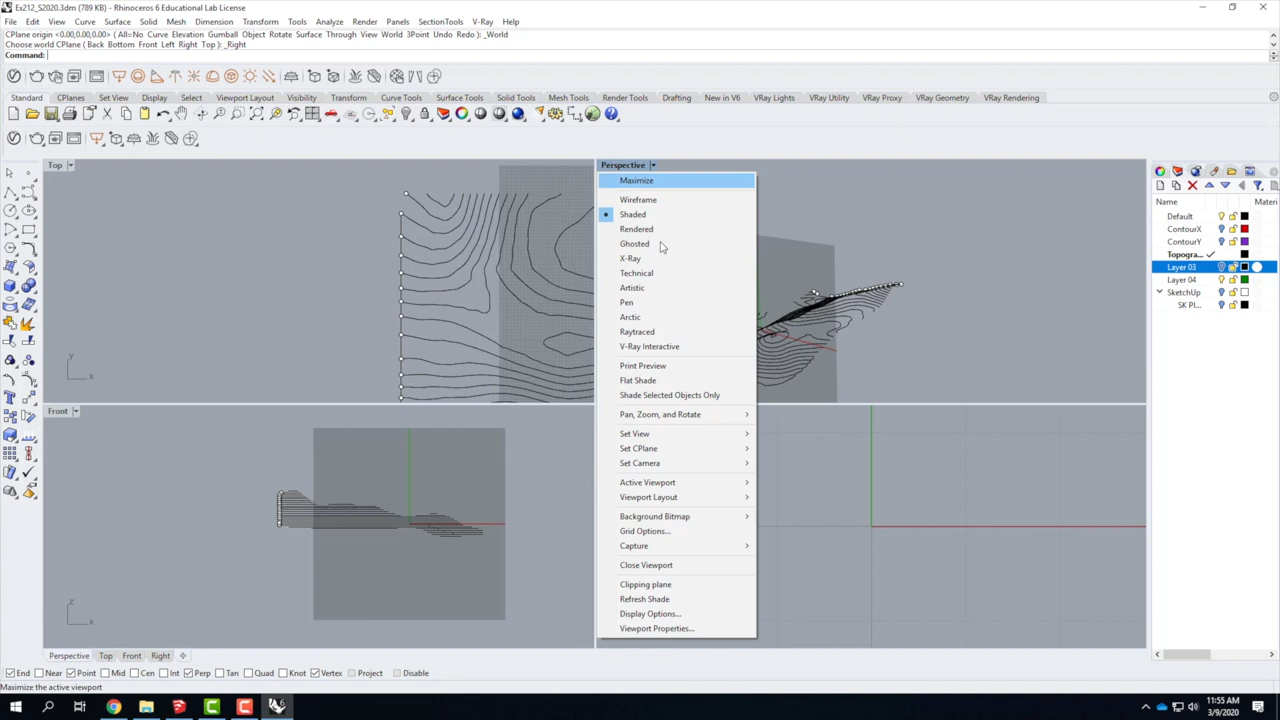 Ex212_S2020.3dm (789 KB) - Rhinoceros 6 Educational Lab License
File Edit View Curve Surface Solid Mesh Dimension Transform Tools Analyze Render Panels SectionTools V-Ray Help
CPlane origin <0.00,0.00,0.00> ( All=No Curve Elevation Gumball Object Rotate Surface Through View World 3Point Undo Redo ): _World
Choose world CPlane ( Back Bottom Front Left Right Top ): _Right
Command:
Standard CPlanes Set View Display Select Viewport Layout Visibility Transform Curve Tools Surface Tools Solid Tools Mesh Tools Render Tools Drafting New in V6 VRay Lights VRay Utility VRay Proxy VRay Geometry VRay Rendering
Top
Perspective
Maximize
Wireframe
Shaded
Rendered
Ghosted
X-Ray
Technical
Artistic
Pen
Arctic
Raytraced
V-Ray Interactive
Print Preview
Flat Shade
Shade Selected Objects Only
Pan, Zoom, and Rotate
Set View
Set CPlane
Set Camera
Active Viewport
Viewport Layout
Background Bitmap
Grid Options...
Capture
Close Viewport
Clipping plane
Refresh Shade
Display Options...
Viewport Properties...
y
x
Front
z
x
Name Materi
Default
ContourX
ContourY
Topogra...
Layer 03
Layer 04
SketchUp
SK Pl...
Perspective Top Front Right
End Near Point Mid Cen Int Perp Tan Quad Knot Vertex Project Disable
Maximize the active viewport
11:55 AM
3/9/2020